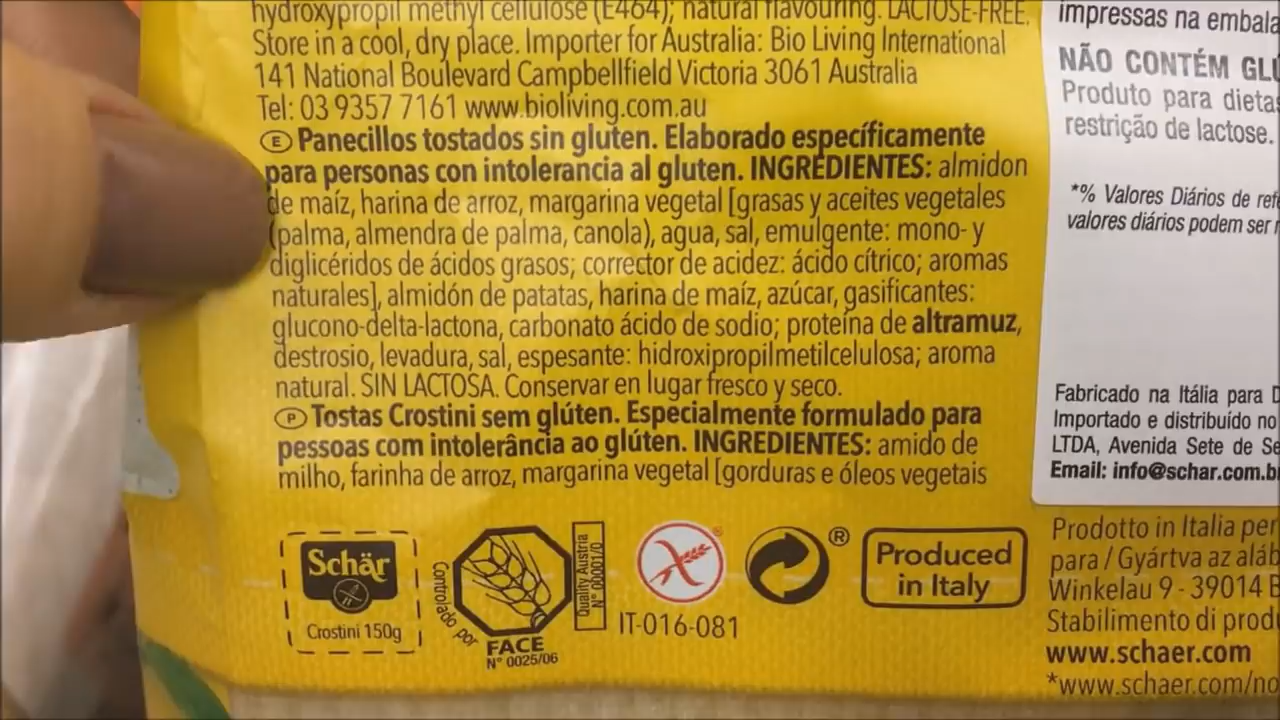 hydroxypropil methyl cellulose (E464); natural flavouring. LACTOSE-FREE.
Store in a cool, dry place. Importer for Australia: Bio Living International
141 National Boulevard Campbellfield Victoria 3061 Australia
Tel: 03 9357 7161 www.bioliving.com.au
E Panecillos tostados sin gluten. Elaborado específicamente
para personas con intolerancia al gluten. INGREDIENTES: almidon
de maíz, harina de arroz, margarina vegetal [grasas y aceites vegetales
(palma, almendra de palma, canola), agua, sal, emulgente: mono- y
diglicéridos de ácidos grasos; corrector de acidez: ácido cítrico; aromas
naturales], almidón de patatas, harina de maíz, azúcar, gasificantes:
glucono-delta-lactona, carbonato ácido de sodio; proteína de altramuz,
destrosio, levadura, sal, espesante: hidroxipropilmetilcelulosa; aroma
natural. SIN LACTOSA. Conservar en lugar fresco y seco.
P Tostas Crostini sem glúten. Especialmente formulado para
pessoas com intolerância ao glúten. INGREDIENTES: amido de
milho, farinha de arroz, margarina vegetal [gorduras e óleos vegetais
Schär
Crostini 150g
Controlado por
FACE
N° 0025/06
Quality Austria
N° 00001/0
IT-016-081
®
Produced
in Italy
impressas na embala
NÃO CONTÉM GLÚ
Produto para dietas
restrição de lactose.
*% Valores Diários de refe
valores diários podem ser
Fabricado na Itália para D
Importado e distribuído no
LTDA, Avenida Sete de Se
Email: info@schar.com.b
Prodotto in Italia per
para / Gyártva az aláb
Winkelau 9 - 39014 B
Stabilimento di produ
www.schaer.com
*www.schaer.com/no